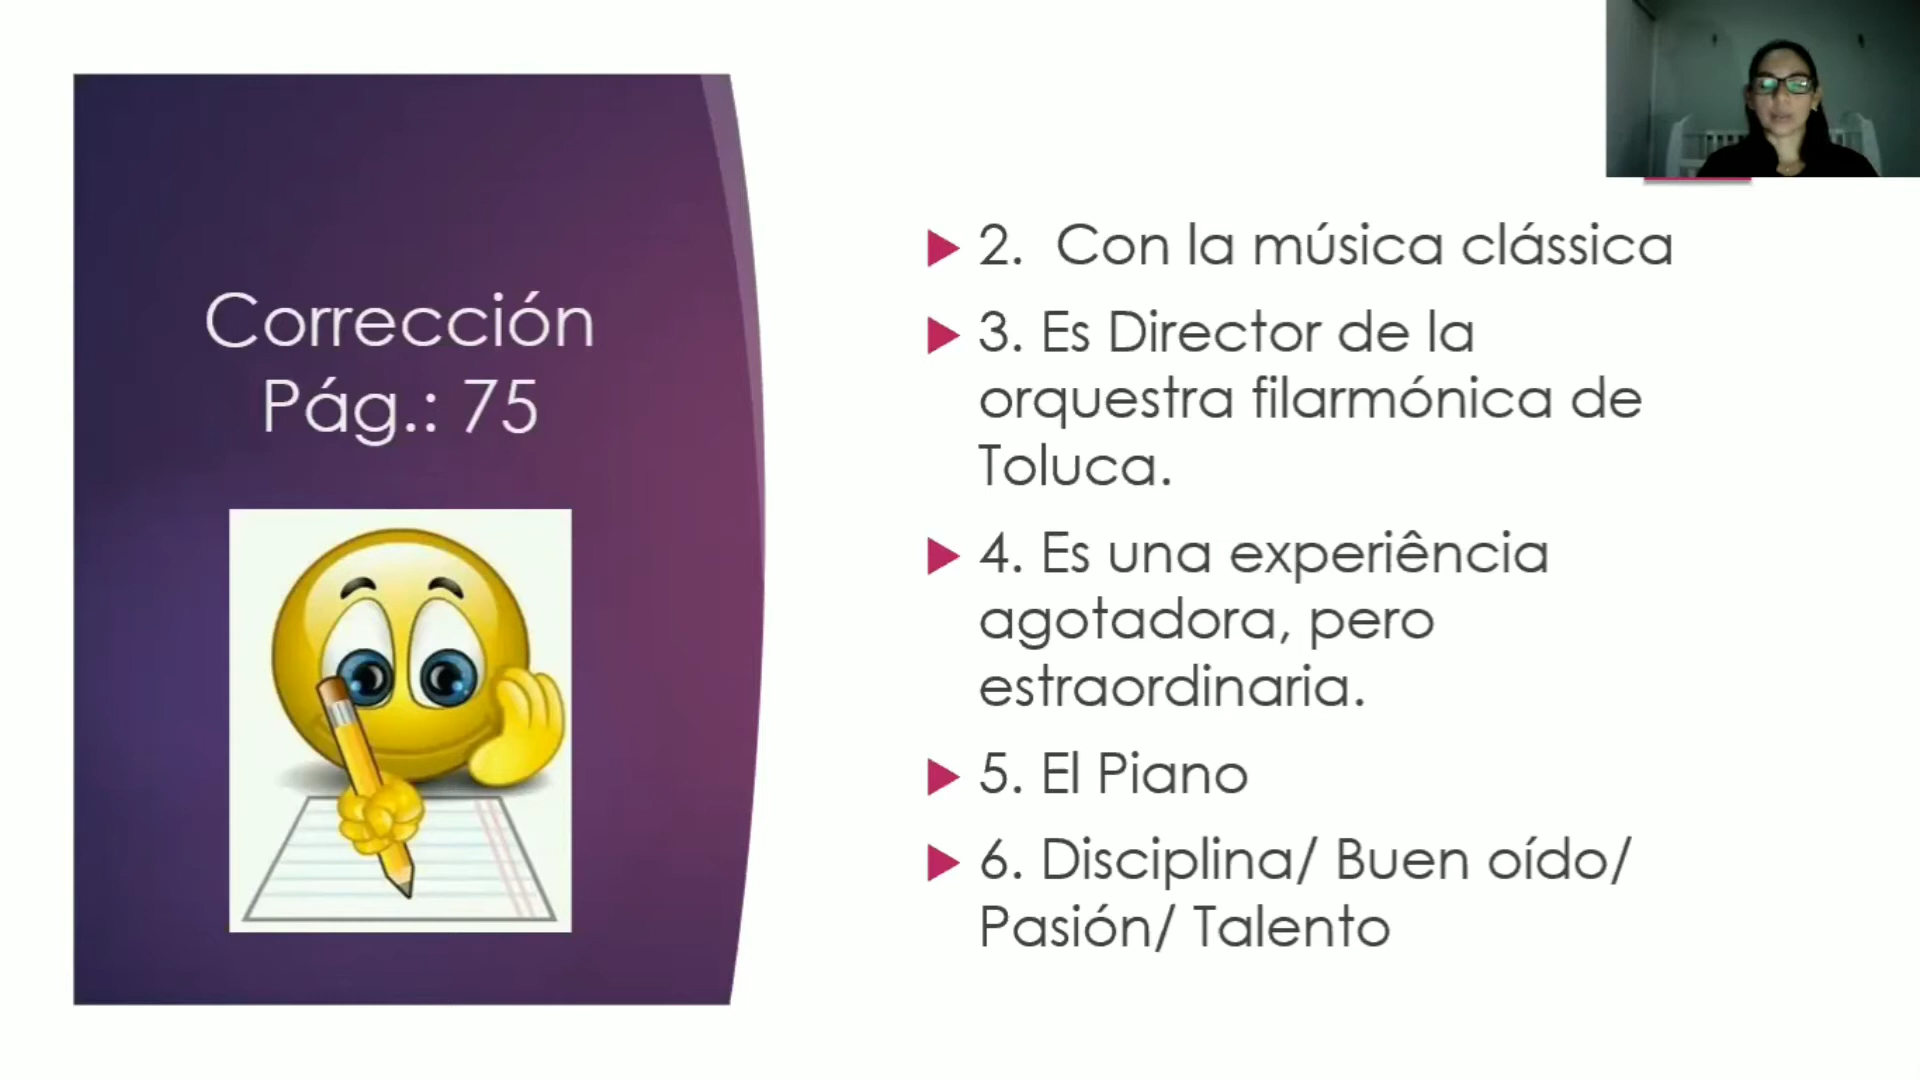 Corrección
Pág.: 75
2. Con la música clássica
3. Es Director de la
orquestra filarmónica de
Toluca.
4. Es una experiência
agotadora, pero
estraordinaria.
5. El Piano
6. Disciplina/ Buen oído/
Pasión/ Talento